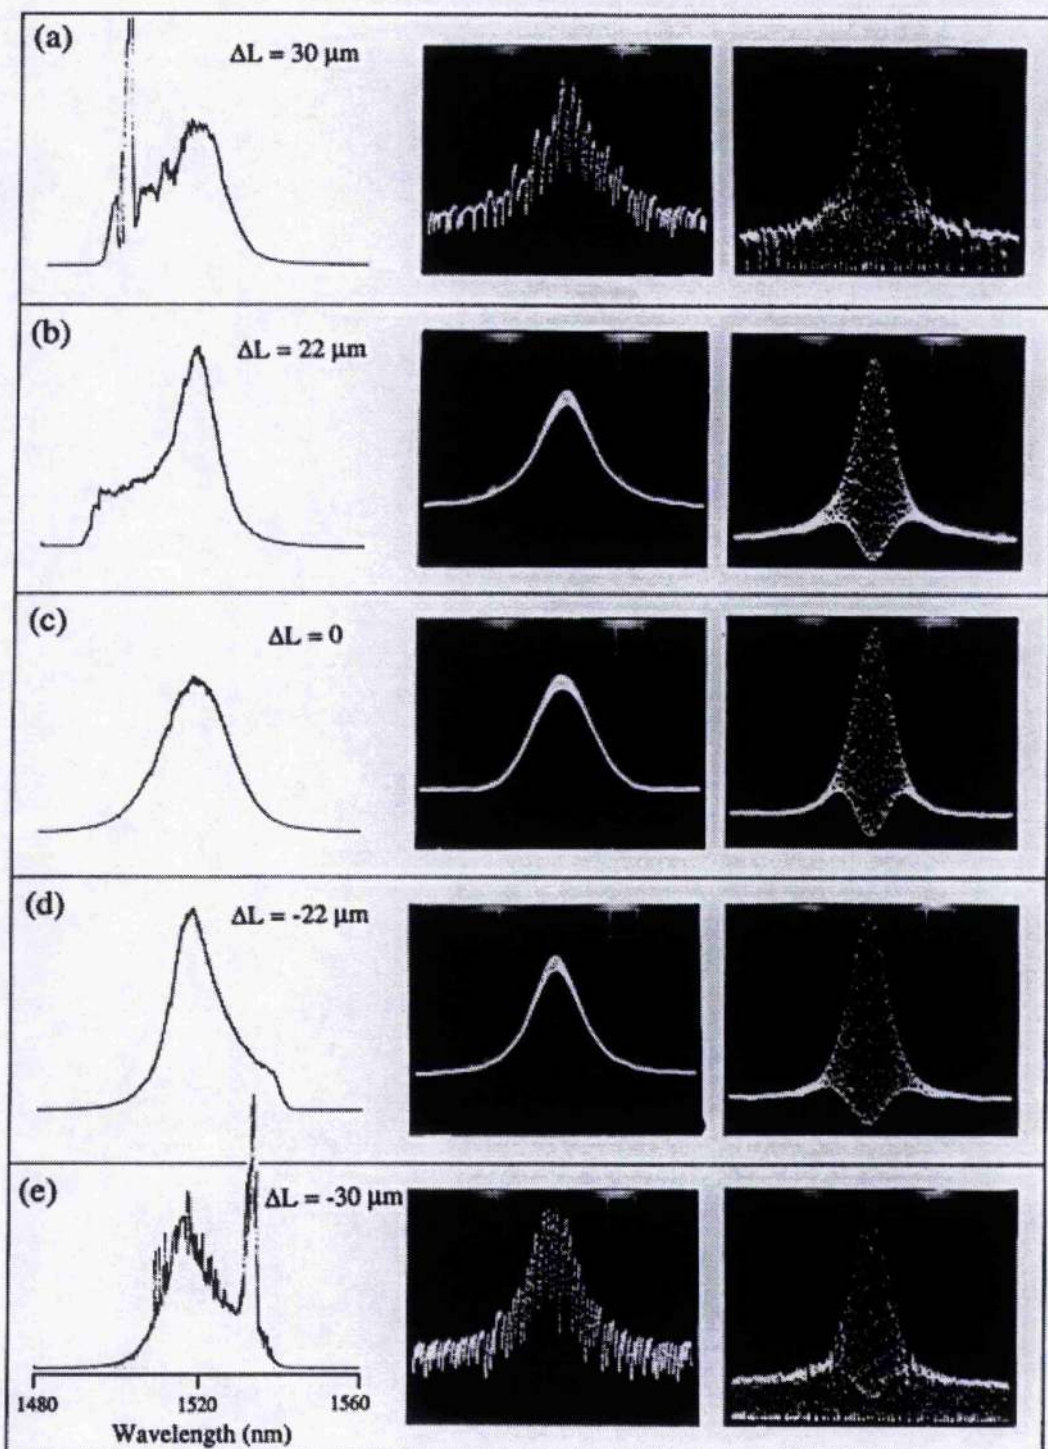 (a)
ΔL = 30 µm
(b)
ΔL = 22 µm
(c)
ΔL = 0
(d)
ΔL = -22 µm
(e)
ΔL = -30 µm
1480 1520 1560
Wavelength (nm)